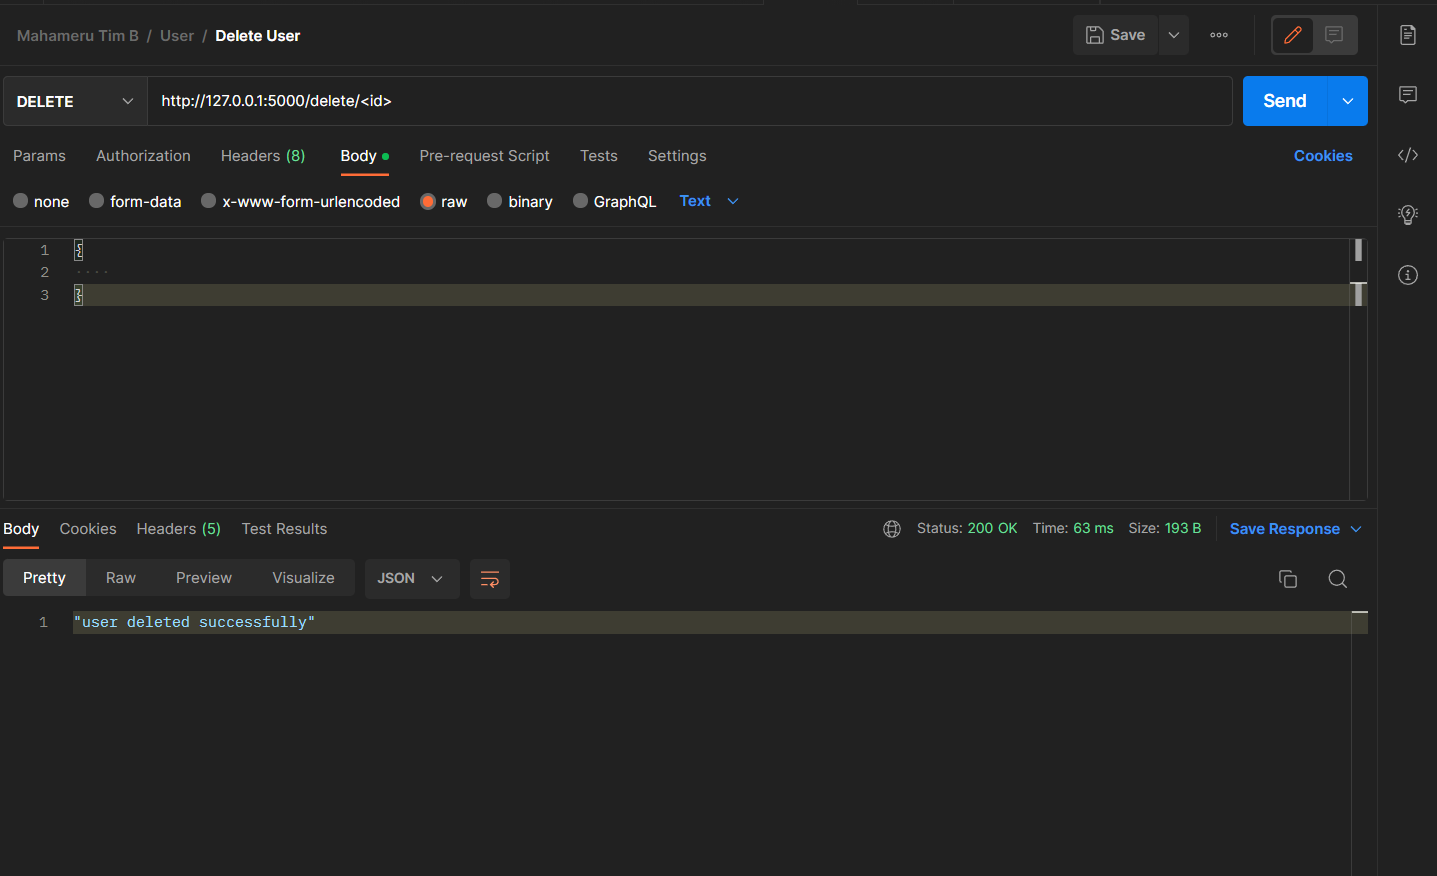 Mahameru Tim B / User / Delete User
Save
DELETE http://127.0.0.1:5000/delete/<id> Send
Params Authorization Headers (8) Body Pre-request Script Tests Settings Cookies
none form-data x-www-form-urlencoded raw binary GraphQL Text
1 {
2 ....
3 }
Body Cookies Headers (5) Test Results Status: 200 OK Time: 63 ms Size: 193 B Save Response
Pretty Raw Preview Visualize JSON
1 "user deleted successfully"